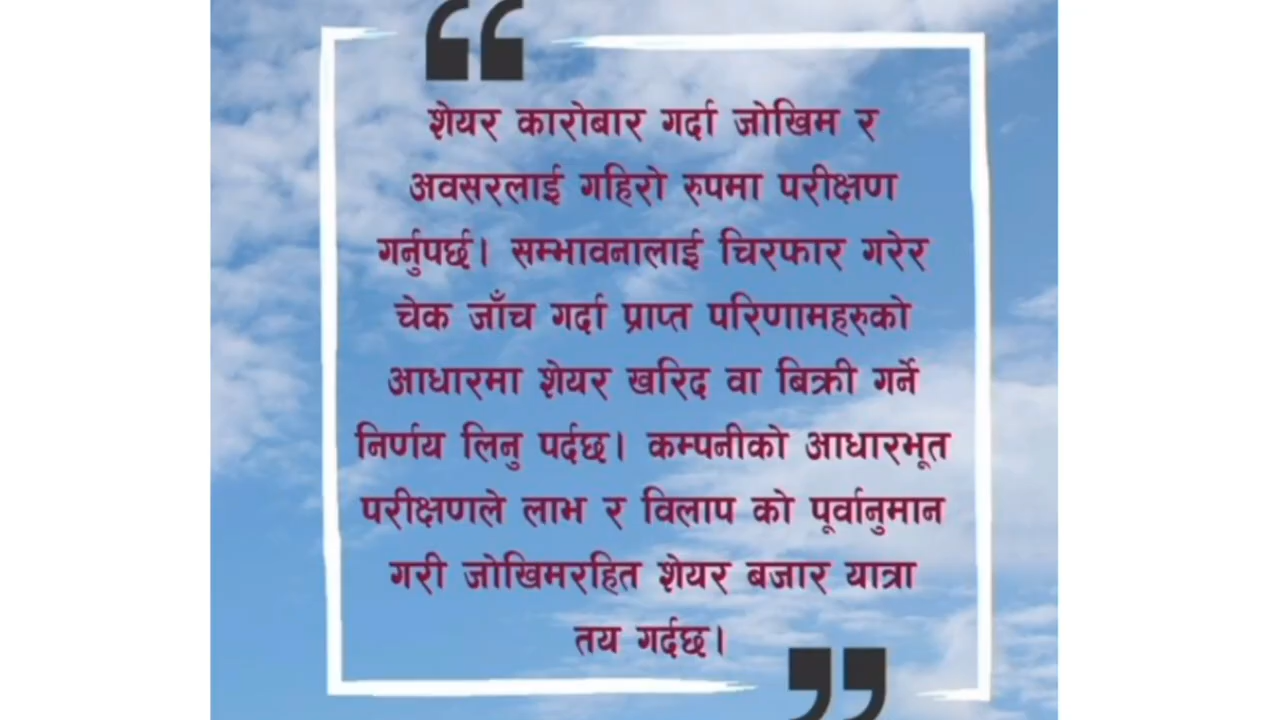 शेयर कारोबार गर्दा जोखिम र
अवसरलाई गहिरो रुपमा परीक्षण
गर्नुपर्छ। सम्भावनालाई चिरफार गरेर
चेक जाँच गर्दा प्राप्त परिणामहरुको
आधारमा शेयर खरिद वा बिक्री गर्ने
निर्णय लिनु पर्दछ। कम्पनीको आधारभूत
परीक्षणले लाभ र विलाप को पूर्वानुमान
गरी जोखिमरहित शेयर बजार यात्रा
तय गर्दछ।